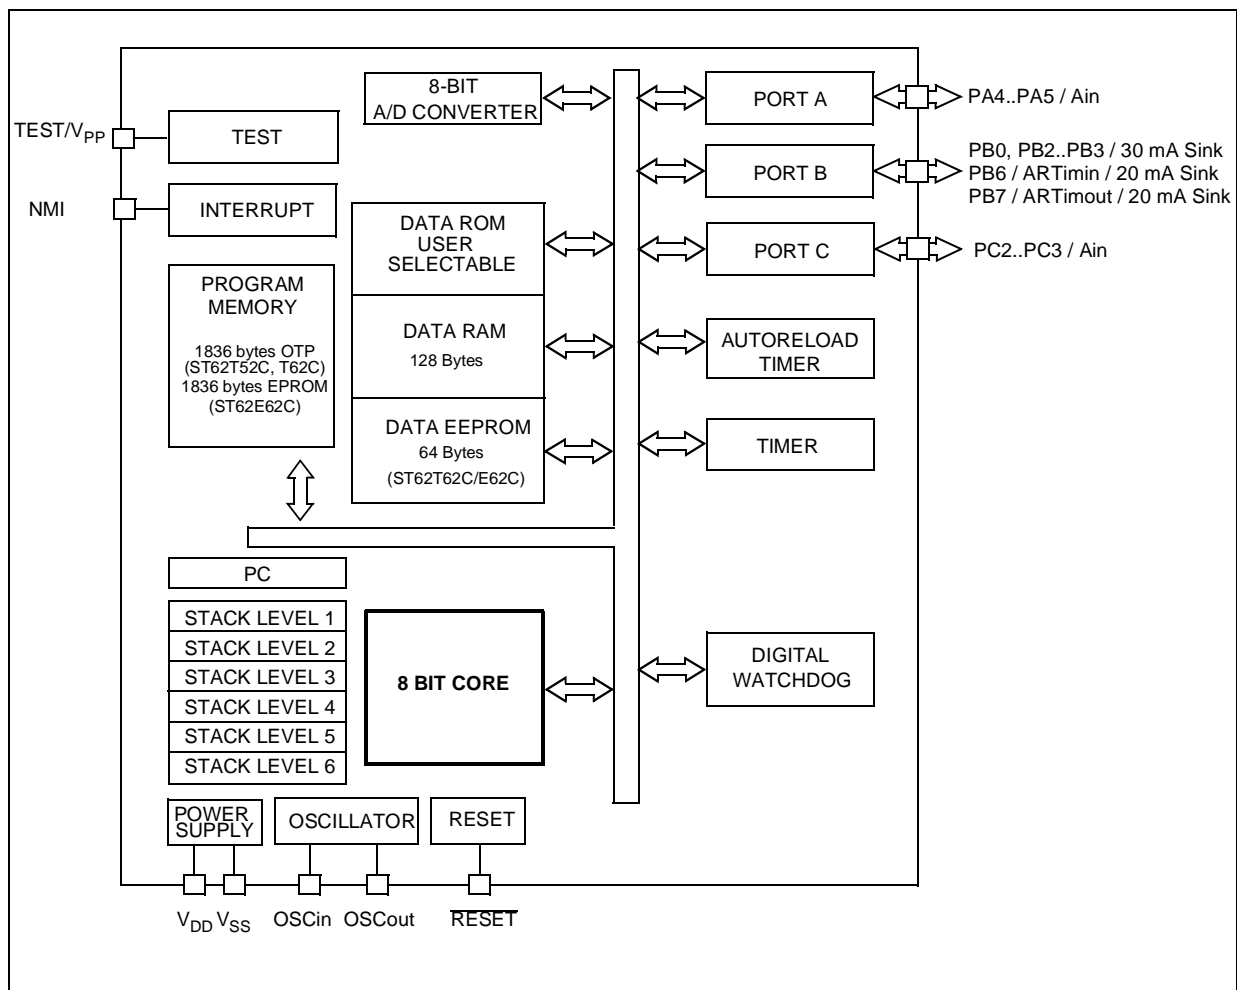 8-BIT
A/D CONVERTER
PORT A
PA4..PA5 / Ain
TEST/VPP
TEST
PORT B
PB0, PB2..PB3 / 30 mA Sink
PB6 / ARTimin / 20 mA Sink
PB7 / ARTimout / 20 mA Sink
NMI
INTERRUPT
DATA ROM
USER
SELECTABLE
PORT C
PC2..PC3 / Ain
PROGRAM
MEMORY
1836 bytes OTP
(ST62T52C, T62C)
1836 bytes EPROM
(ST62E62C)
DATA RAM
128 Bytes
AUTORELOAD
TIMER
DATA EEPROM
64 Bytes
(ST62T62C/E62C)
TIMER
PC
STACK LEVEL 1
STACK LEVEL 2
STACK LEVEL 3
STACK LEVEL 4
STACK LEVEL 5
STACK LEVEL 6
8 BIT CORE
DIGITAL
WATCHDOG
POWER
SUPPLY
OSCILLATOR
RESET
VDD VSS OSCin OSCout RESET